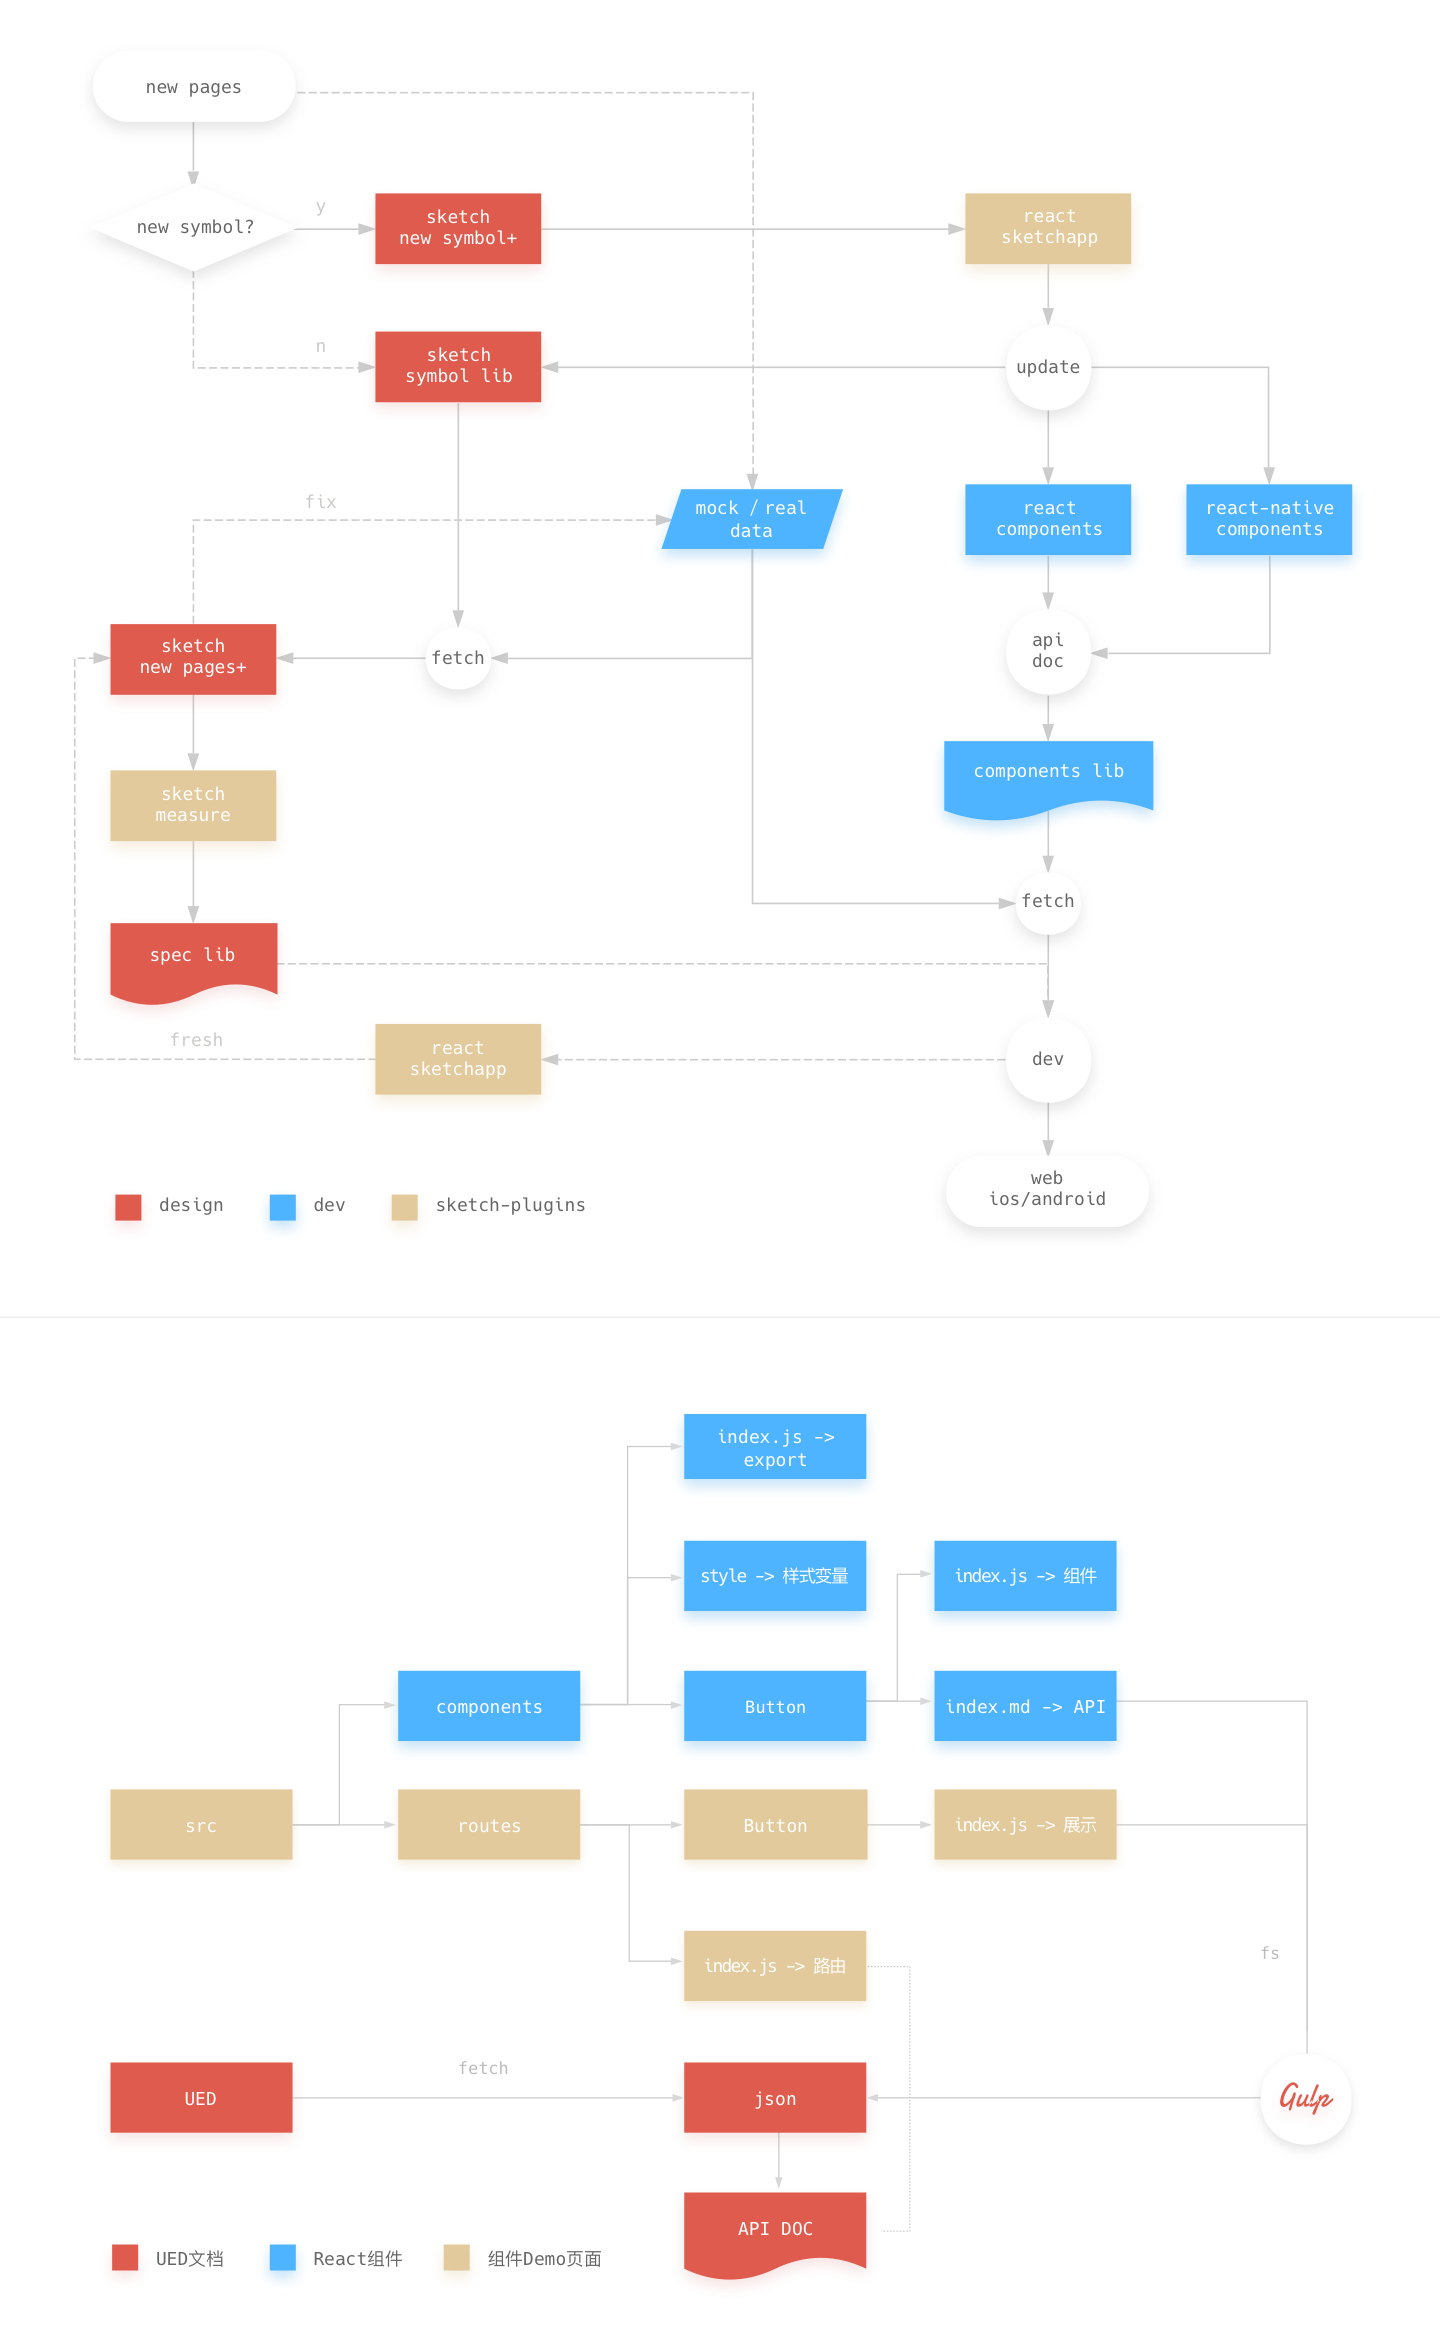 new pages
new symbol?
y
sketch
new symbol+
react
sketchapp
n
sketch
symbol lib
update
fix
mock / real
data
react
components
react-native
components
sketch
new pages+
fetch
api
doc
sketch
measure
components lib
fetch
spec lib
fresh
react
sketchapp
dev
web
ios/android
design
dev
sketch-plugins
index.js ->
export
style -> 样式变量
index.js -> 组件
components
Button
index.md -> API
src
routes
Button
index.js -> 展示
fs
index.js -> 路由
fetch
UED
json
Gulp
API DOC
UED文档
React组件
组件Demo页面